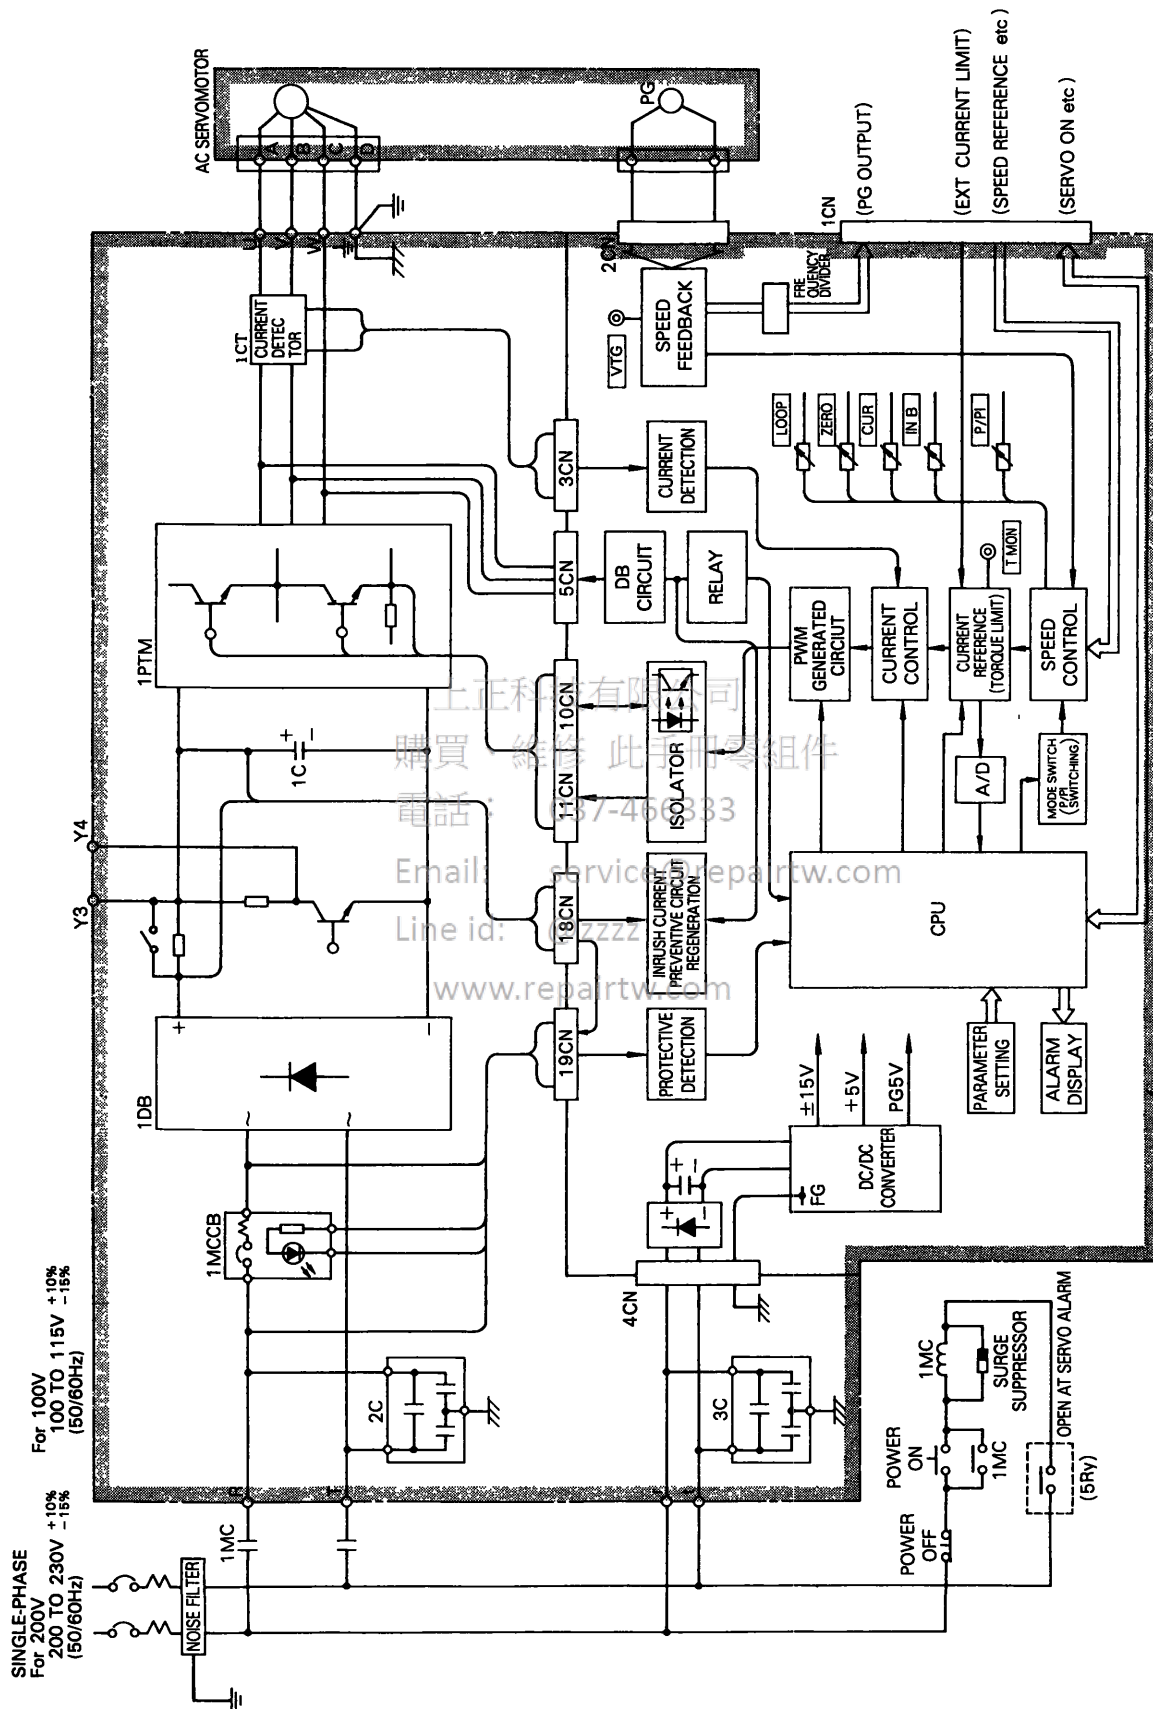 SINGLE-PHASE
For 200V
200 TO 230V +10% -15%
(50/60Hz)
For 100V
100 TO 115V +10% -15%
(50/60Hz)
NOISE FILTER
1MC
R
T
r
t
2C
3C
1MCCB
1DB
+
−
~
~
Y3
Y4
1C
+
−
1PTM
1CT
CURRENT
DETEC
TOR
U
V
W
AC SERVOMOTOR
A
B
C
D
PG
4CN
19CN
18CN
11CN
10CN
5CN
3CN
2CN
1CN
+
−
+
−
FG
DC/DC
CONVERTER
±15V
+5V
PG5V
PROTECTIVE
DETECTION
INRUSH CURRENT
PREVENTIVE CIRCUIT
REGENERATION
ISOLATOR
DB
CIRCUIT
RELAY
CURRENT
DETECTION
VTG
SPEED
FEEDBACK
FRE
QUENCY
DIVIDER
(PG OUTPUT)
(EXT CURRENT LIMIT)
(SPEED REFERENCE etc)
(SERVO ON etc)
LOOP
ZERO
CUR
IN B
P/PI
T MON
PWM
GENERATED
CIRCIUT
CURRENT
CONTROL
CURRENT
REFERENCE
(TORQUE LIMIT)
SPEED
CONTROL
A/D
MODE SWITCH
(P/PI
SWITCHING)
CPU
PARAMETER
SETTING
ALARM
DISPLAY
POWER
OFF
POWER
ON
1MC
1MC
SURGE
SUPPRESSOR
OPEN AT SERVO ALARM
(5Ry)
上正科技有限公司
購買、維修 此手冊零組件
電話： 037-466333
Email: service@repairtw.com
Line id: @zzzz
www.repairtw.com